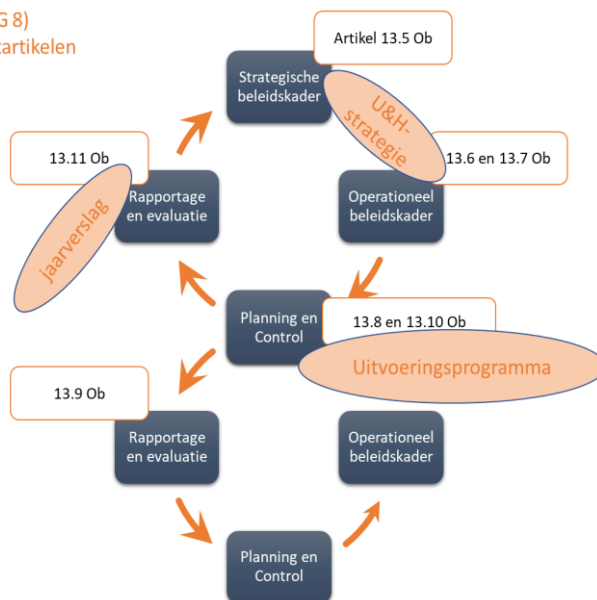 G 8)
artikelen
Artikel 13.5 Ob
Strategische
beleidskader
U&H-
strategie
13.11 Ob
13.6 en 13.7 Ob
Rapportage
en evaluatie
jaarverslag
Operationeel
beleidskader
Planning en
Control
13.8 en 13.10 Ob
Uitvoeringsprogramma
13.9 Ob
Rapportage
en evaluatie
Operationeel
beleidskader
Planning en
Control